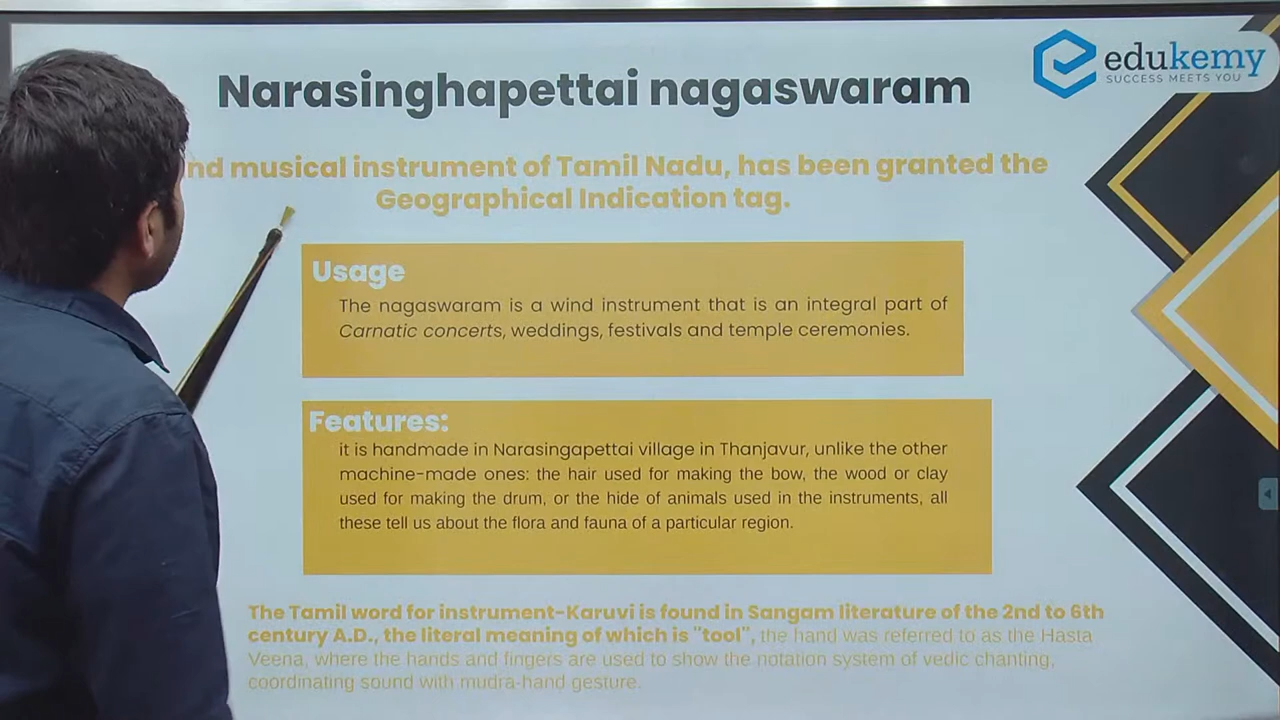 edukemy
SUCCESS MEETS YOU
Narasinghapettai nagaswaram
musical instrument of Tamil Nadu, has been granted the
Geographical Indication tag.
Usage
The nagaswaram is a wind instrument that is an integral part of
Carnatic concerts, weddings, festivals and temple ceremonies.
Features:
it is handmade in Narasingapettai village in Thanjavur, unlike the other
machine-made ones: the hair used for making the bow, the wood or clay
used for making the drum, or the hide of animals used in the instruments, all
these tell us about the flora and fauna of a particular region.
The Tamil word for instrument-Karuvi is found in Sangam literature of the 2nd to 6th
century A.D., the literal meaning of which is "tool", the hand was referred to as the Hasta
Veena, where the hands and fingers are used to show the notation system of vedic chanting,
coordinating sound with mudra-hand gesture.